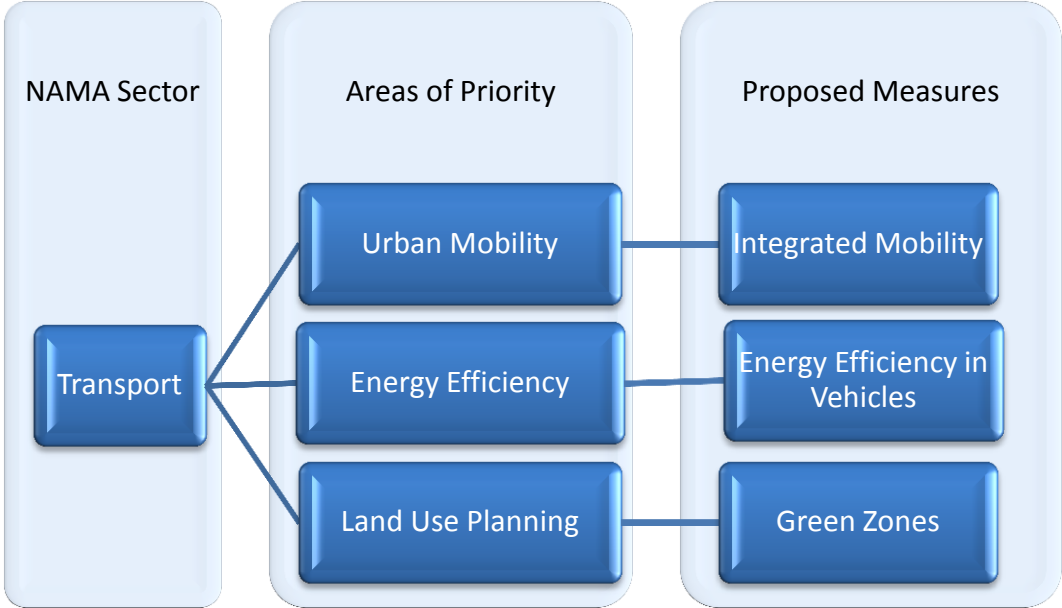 NAMA Sector
Areas of Priority
Proposed Measures
Transport
Urban Mobility
Integrated Mobility
Energy Efficiency
Energy Efficiency in
Vehicles
Land Use Planning
Green Zones